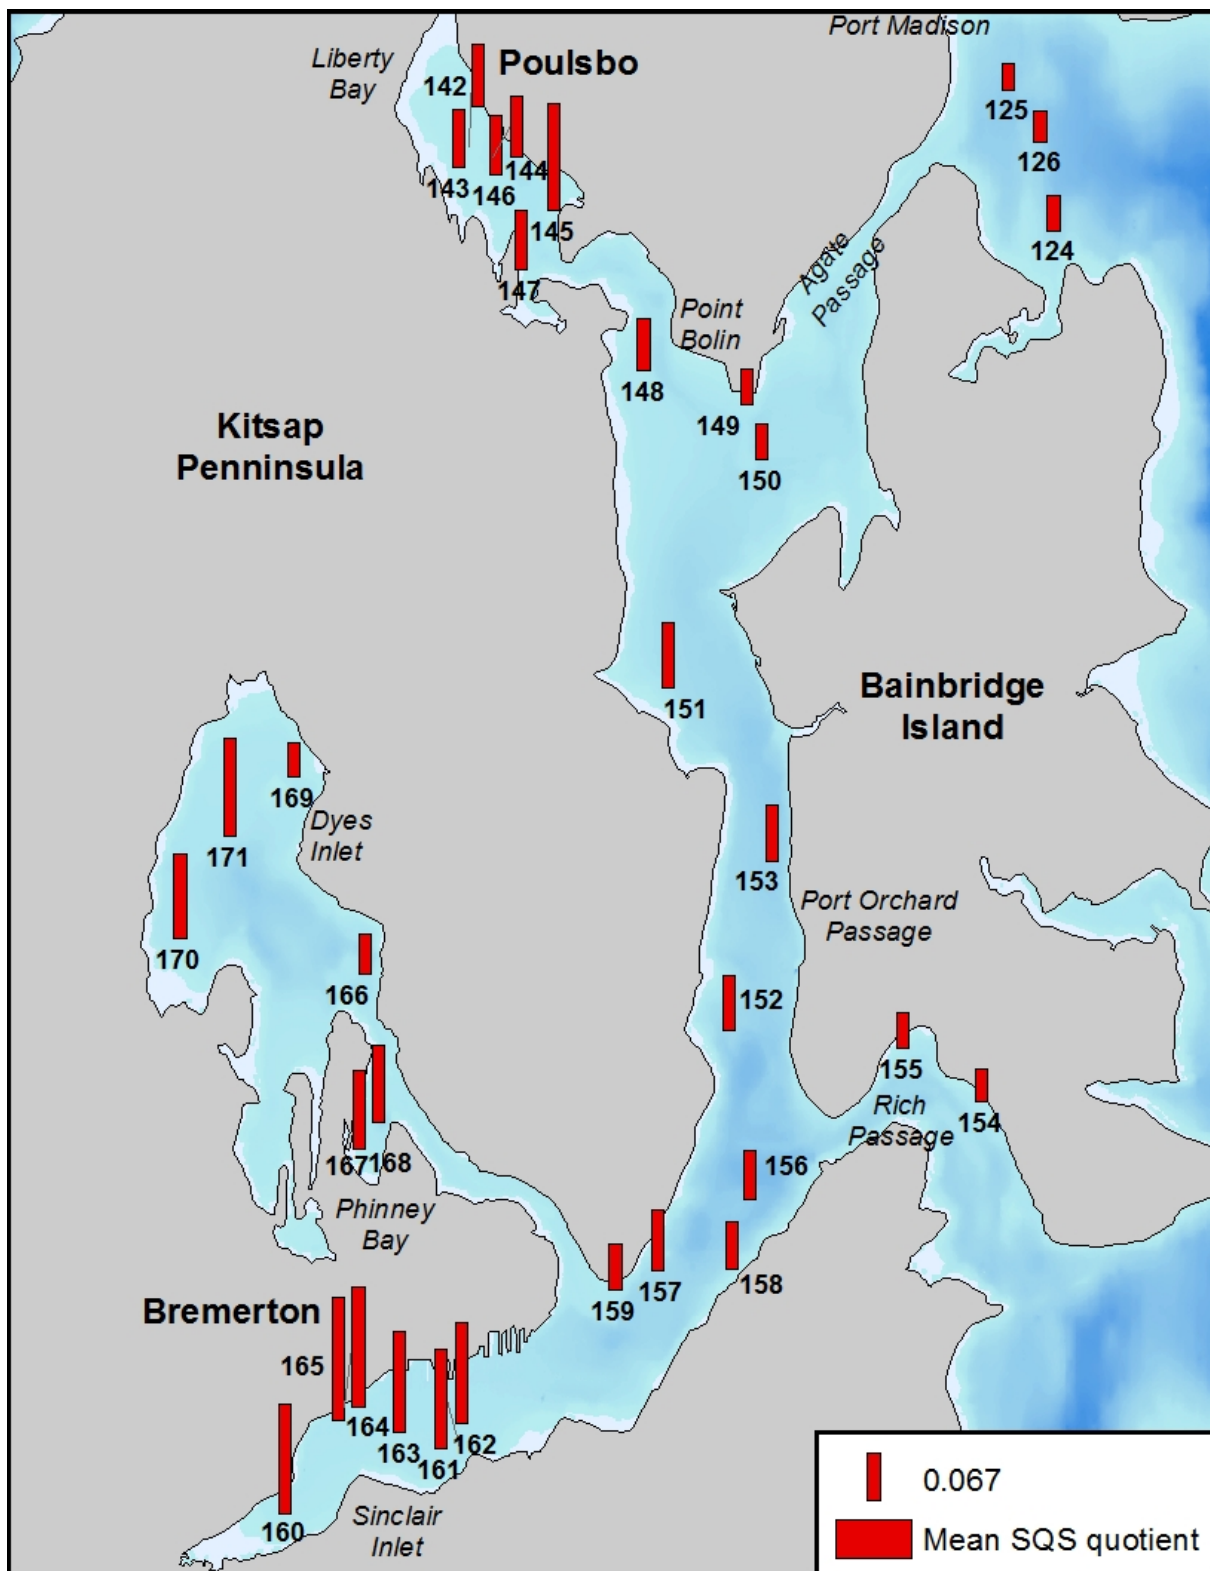 Port Madison
Liberty
Bay
Poulsbo
142
125
126
143
146
144
145
124
147
Agate
Passage
Point
Bolin
148
149
150
Kitsap
Penninsula
151
Bainbridge
Island
169
171
Dyes
Inlet
153
Port Orchard
Passage
170
166
152
155
154
Rich
Passage
167
168
156
Phinney
Bay
157
158
159
Bremerton
165
164
163
162
161
160
Sinclair
Inlet
0.067
Mean SQS quotient